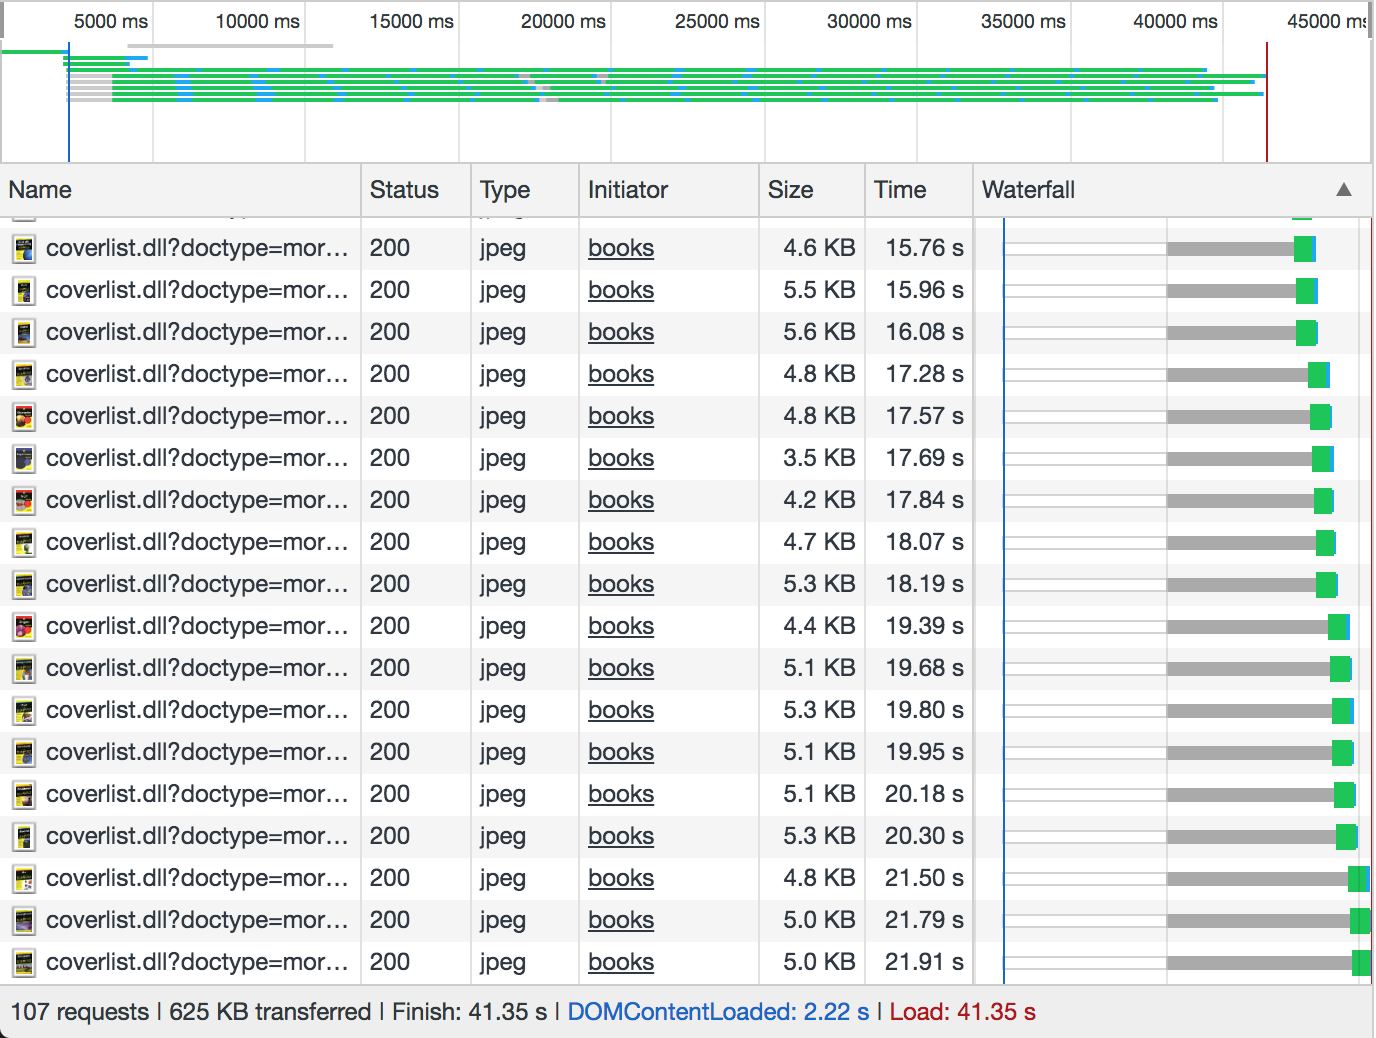 5000 ms 10000 ms 15000 ms 20000 ms 25000 ms 30000 ms 35000 ms 40000 ms 45000 ms
Name Status Type Initiator Size Time Waterfall ▲
coverlist.dll?doctype=mor… 200 jpeg books 4.6 KB 15.76 s
coverlist.dll?doctype=mor… 200 jpeg books 5.5 KB 15.96 s
coverlist.dll?doctype=mor… 200 jpeg books 5.6 KB 16.08 s
coverlist.dll?doctype=mor… 200 jpeg books 4.8 KB 17.28 s
coverlist.dll?doctype=mor… 200 jpeg books 4.8 KB 17.57 s
coverlist.dll?doctype=mor… 200 jpeg books 3.5 KB 17.69 s
coverlist.dll?doctype=mor… 200 jpeg books 4.2 KB 17.84 s
coverlist.dll?doctype=mor… 200 jpeg books 4.7 KB 18.07 s
coverlist.dll?doctype=mor… 200 jpeg books 5.3 KB 18.19 s
coverlist.dll?doctype=mor… 200 jpeg books 4.4 KB 19.39 s
coverlist.dll?doctype=mor… 200 jpeg books 5.1 KB 19.68 s
coverlist.dll?doctype=mor… 200 jpeg books 5.3 KB 19.80 s
coverlist.dll?doctype=mor… 200 jpeg books 5.1 KB 19.95 s
coverlist.dll?doctype=mor… 200 jpeg books 5.1 KB 20.18 s
coverlist.dll?doctype=mor… 200 jpeg books 5.3 KB 20.30 s
coverlist.dll?doctype=mor… 200 jpeg books 4.8 KB 21.50 s
coverlist.dll?doctype=mor… 200 jpeg books 5.0 KB 21.79 s
coverlist.dll?doctype=mor… 200 jpeg books 5.0 KB 21.91 s
107 requests | 625 KB transferred | Finish: 41.35 s | DOMContentLoaded: 2.22 s | Load: 41.35 s